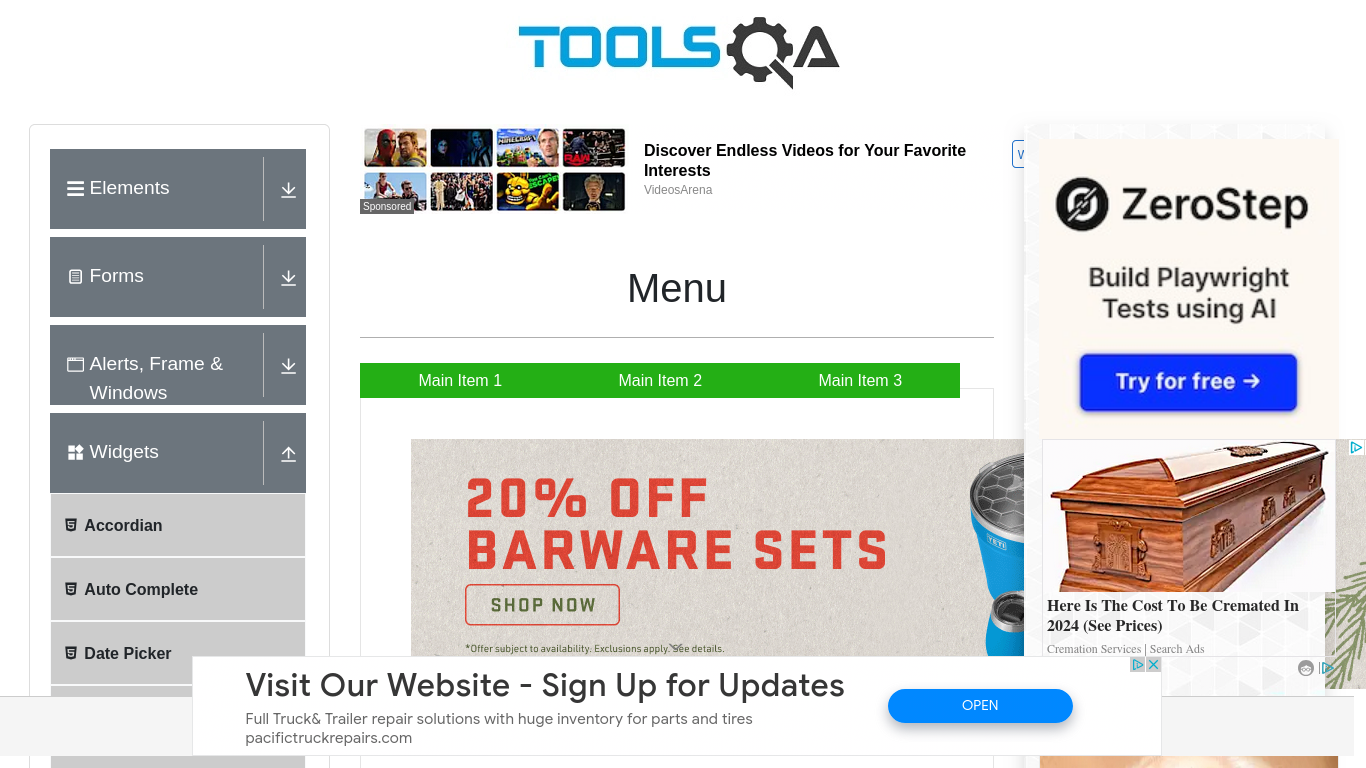 TOOLSQA
Elements
Forms
Alerts, Frame &
Windows
Widgets
Accordian
Auto Complete
Date Picker
Sponsored
Discover Endless Videos for Your Favorite
Interests
VideosArena
Menu
Main Item 1
Main Item 2
Main Item 3
20% OFF
BARWARE SETS
SHOP NOW
*Offer subject to availability. Exclusions apply. See details.
YETI
ZeroStep
Build Playwright
Tests using AI
Try for free →
Here Is The Cost To Be Cremated In
2024 (See Prices)
Cremation Services | Search Ads
Visit Our Website - Sign Up for Updates
Full Truck& Trailer repair solutions with huge inventory for parts and tires
pacifictruckrepairs.com
OPEN